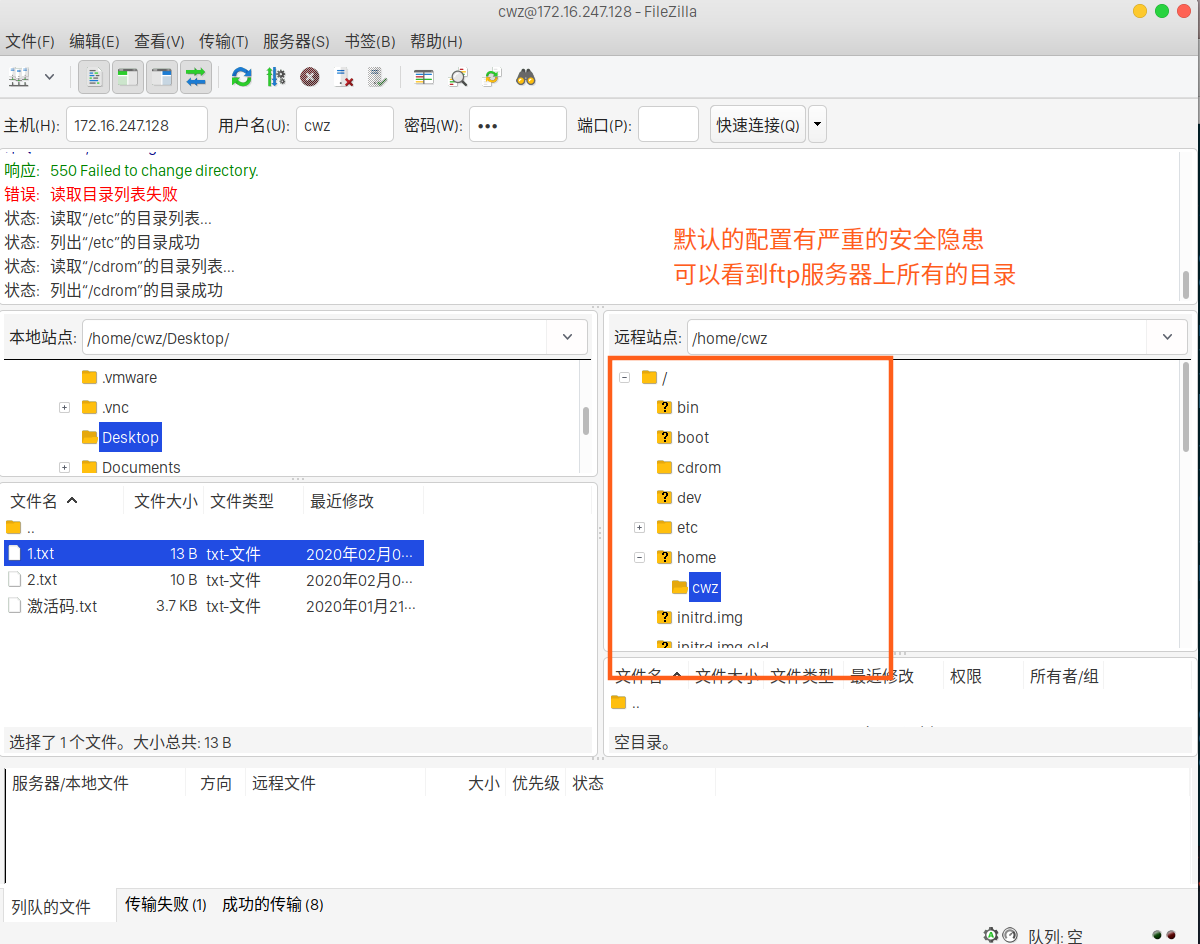 cwz@172.16.247.128 - FileZilla
文件(F) 编辑(E) 查看(V) 传输(T) 服务器(S) 书签(B) 帮助(H)
主机(H): 172.16.247.128 用户名(U): cwz 密码(W): ••• 端口(P): 快速连接(Q)
响应: 550 Failed to change directory.
错误: 读取目录列表失败
状态: 读取“/etc”的目录列表...
状态: 列出“/etc”的目录成功
状态: 读取“/cdrom”的目录列表...
状态: 列出“/cdrom”的目录成功
默认的配置有严重的安全隐患
可以看到ftp服务器上所有的目录
本地站点: /home/cwz/Desktop/
.vmware
.vnc
Desktop
Documents
文件名 文件大小 文件类型 最近修改
..
1.txt 13 B txt-文件 2020年02月0···
2.txt 10 B txt-文件 2020年02月0···
激活码.txt 3.7 KB txt-文件 2020年01月21···
选择了 1 个文件。大小总共: 13 B
远程站点: /home/cwz
/
bin
boot
cdrom
dev
etc
home
cwz
initrd.img
initrd.img.old
文件名 文件大小 文件类型 最近修改 权限 所有者/组
..
空目录。
服务器/本地文件 方向 远程文件 大小 优先级 状态
列队的文件 传输失败 (1) 成功的传输 (8)
队列: 空